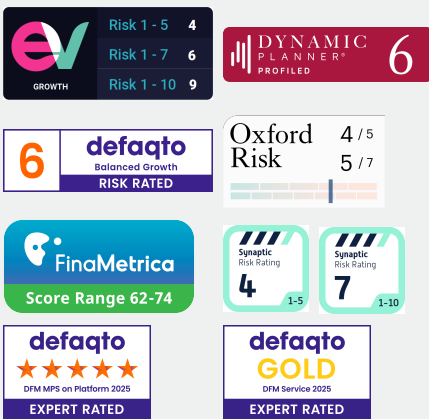 ev
GROWTH
Risk 1 - 5 4
Risk 1 - 7 6
Risk 1 - 10 9
DYNAMIC
PLANNER®
PROFILED
6
6
defaqto
Balanced Growth
RISK RATED
Oxford
Risk
4 / 5
5 / 7
FinaMetrica
Score Range 62-74
Synaptic
Risk Rating
4
1-5
Synaptic
Risk Rating
7
1-10
defaqto
DFM MPS on Platform 2025
EXPERT RATED
defaqto
GOLD
DFM Service 2025
EXPERT RATED